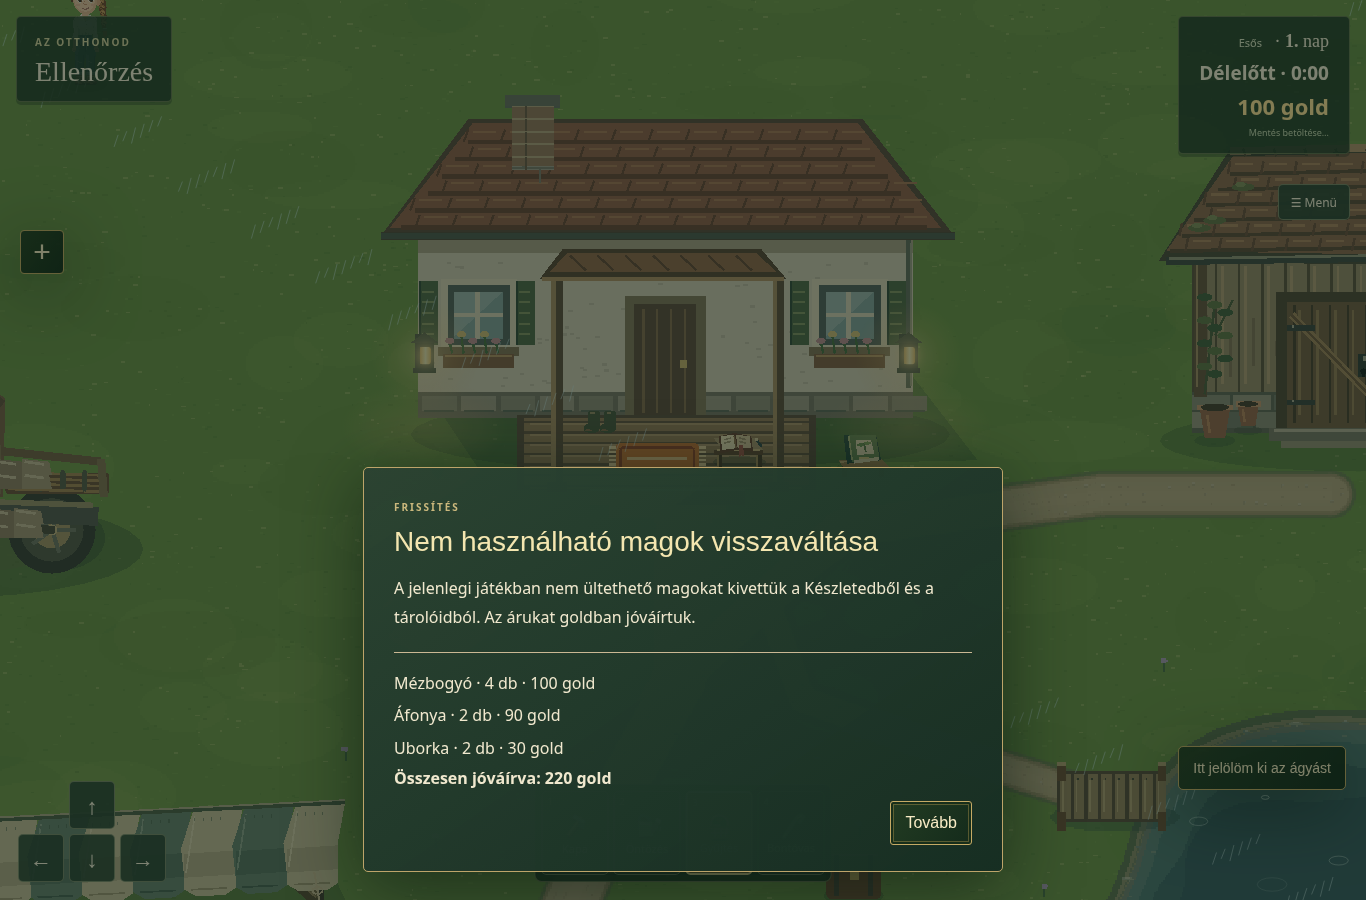 AZ OTTHONOD
Ellenőrzés
Esős · 1. nap
Délelőtt · 0:00
100 gold
Mentés betöltése...
☰ Menü
+
FRISSÍTÉS
Nem használható magok visszaváltása
A jelenlegi játékban nem ültethető magokat kivettük a Készletedből és a
tárolóidból. Az árukat goldban jóváírtuk.
Mézbogyó · 4 db · 100 gold
Áfonya · 2 db · 90 gold
Uborka · 2 db · 30 gold
Összesen jóváírva: 220 gold
Tovább
Itt jelölöm ki az ágyást
↑
← ↓ →